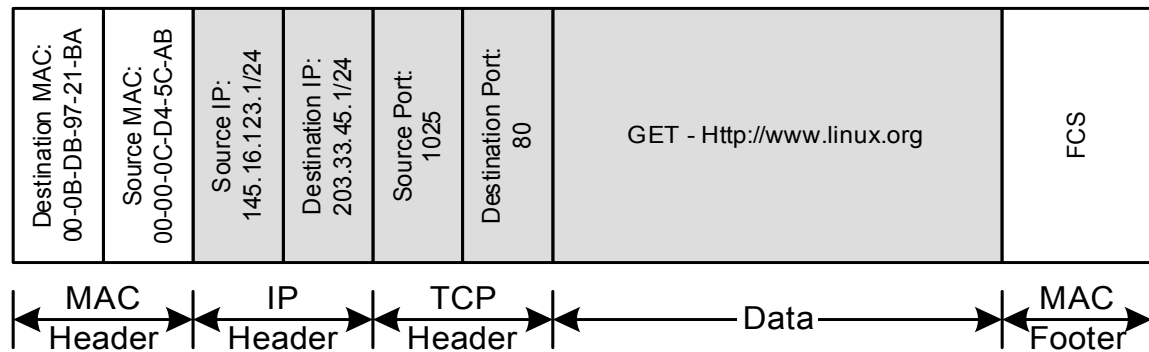 Destination MAC:
00-0B-DB-97-21-BA
Source MAC:
00-00-0C-D4-5C-AB
Source IP:
145.16.123.1/24
Destination IP:
203.33.45.1/24
Source Port:
1025
Destination Port:
80
GET - Http://www.linux.org
FCS
MAC
Header
IP
Header
TCP
Header
Data
MAC
Footer